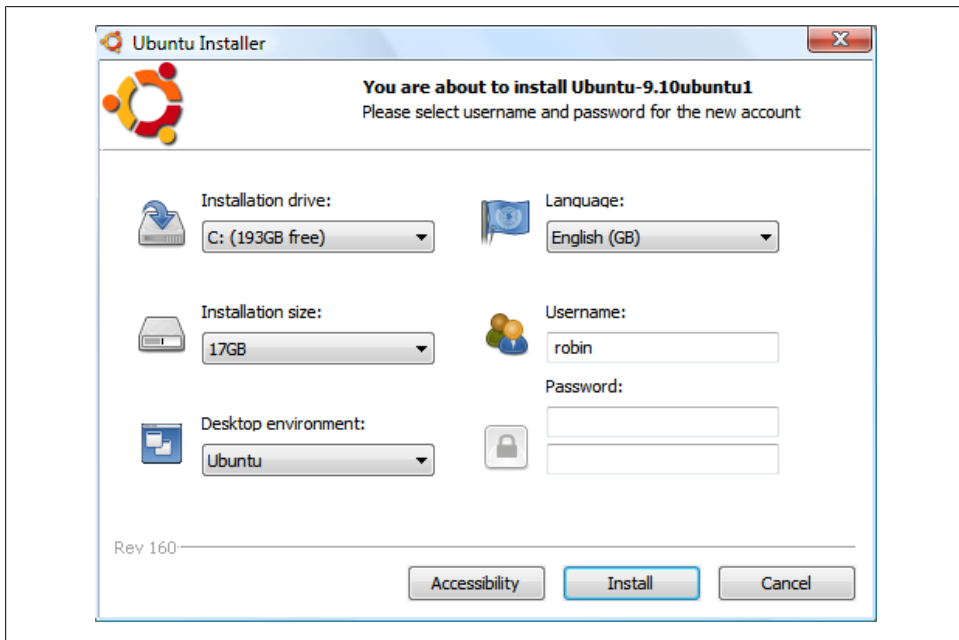 Ubuntu Installer
You are about to install Ubuntu-9.10ubuntu1
Please select username and password for the new account
Installation drive:
C: (193GB free)
Language:
English (GB)
Installation size:
17GB
Username:
robin
Password:
Desktop environment:
Ubuntu
Rev 160
Accessibility
Install
Cancel